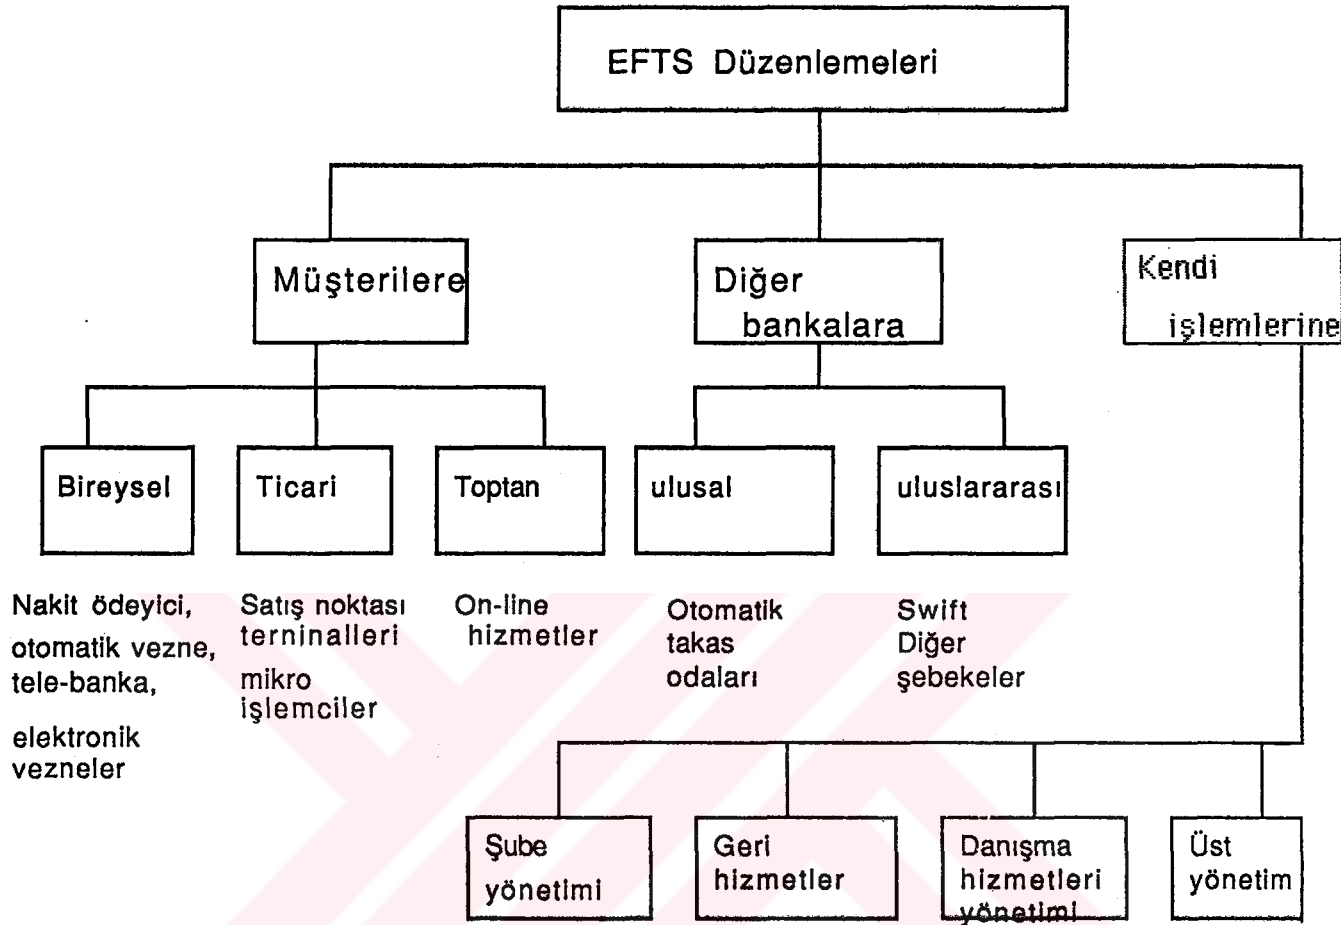 EFTS Düzenlemeleri
Müşterilere
Diğer
bankalara
Kendi
işlemlerine
Bireysel
Ticari
Toptan
ulusal
uluslararası
Nakit ödeyici,
otomatik vezne,
tele-banka,
elektronik
vezneler
Satış noktası
terninalleri
mikro
işlemciler
On-line
hizmetler
Otomatik
takas
odaları
Swift
Diğer
şebekeler
Şube
yönetimi
Geri
hizmetler
Danışma
hizmetleri
yönetimi
Üst
yönetim